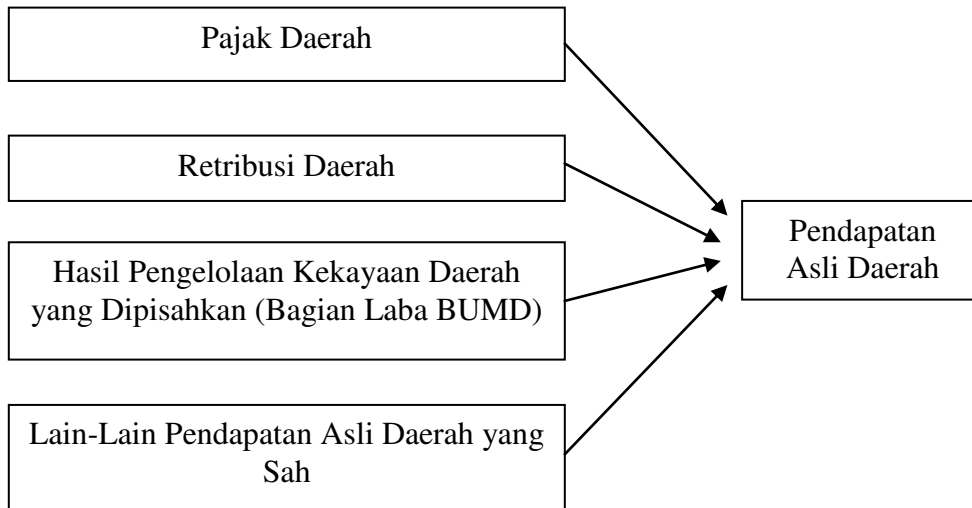 Pajak Daerah
Retribusi Daerah
Hasil Pengelolaan Kekayaan Daerah
yang Dipisahkan (Bagian Laba BUMD)
Lain-Lain Pendapatan Asli Daerah yang
Sah
Pendapatan
Asli Daerah